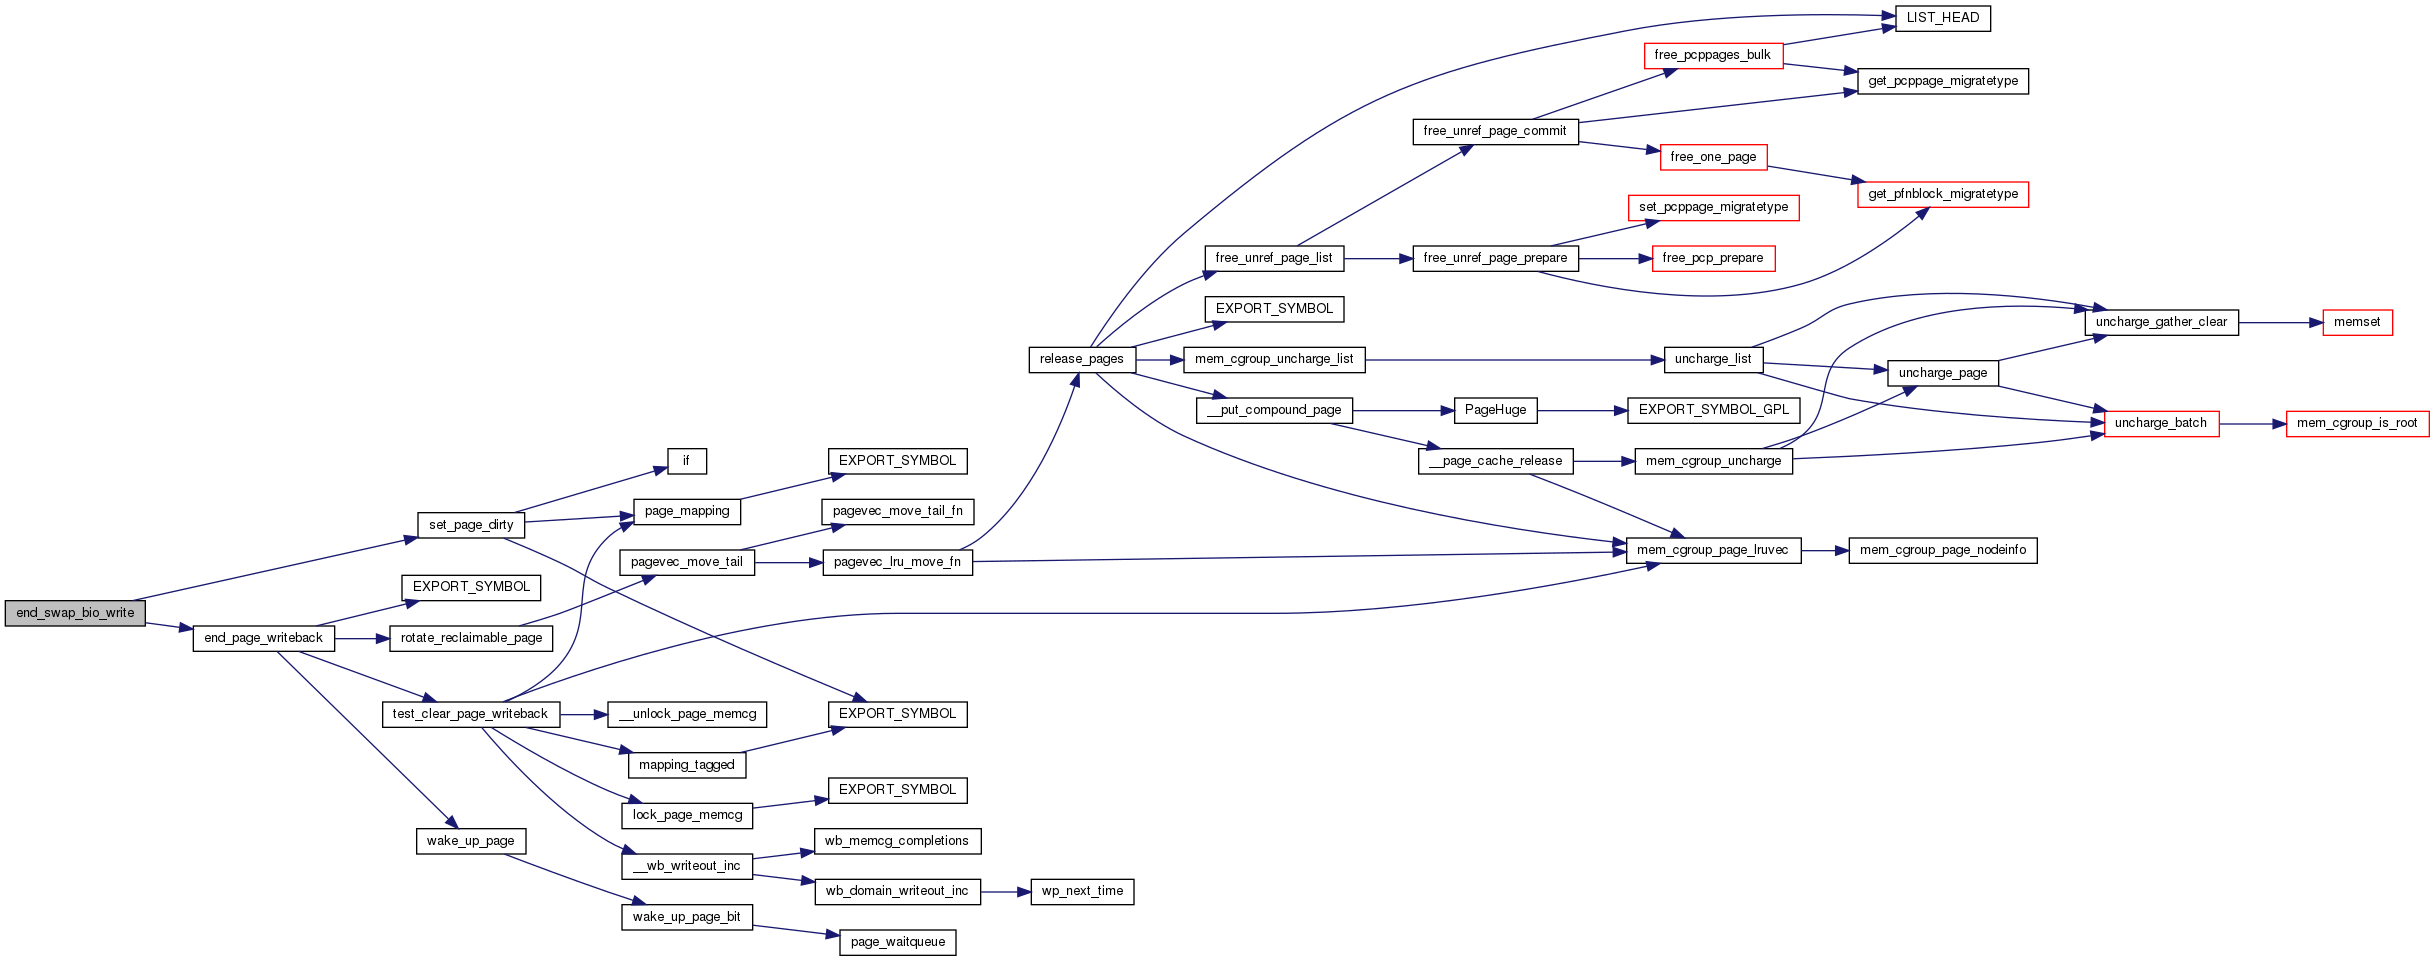 end_swap_bio_write
set_page_dirty
end_page_writeback
if
page_mapping
EXPORT_SYMBOL
EXPORT_SYMBOL
rotate_reclaimable_page
pagevec_move_tail
pagevec_move_tail_fn
pagevec_lru_move_fn
test_clear_page_writeback
__unlock_page_memcg
mapping_tagged
EXPORT_SYMBOL
lock_page_memcg
EXPORT_SYMBOL
__wb_writeout_inc
wb_memcg_completions
wb_domain_writeout_inc
wp_next_time
wake_up_page
wake_up_page_bit
page_waitqueue
release_pages
LIST_HEAD
free_unref_page_list
free_unref_page_commit
free_pcppages_bulk
get_pcppage_migratetype
free_one_page
get_pfnblock_migratetype
free_unref_page_prepare
set_pcppage_migratetype
free_pcp_prepare
EXPORT_SYMBOL
mem_cgroup_uncharge_list
uncharge_list
uncharge_gather_clear
memset
uncharge_page
uncharge_batch
mem_cgroup_is_root
__put_compound_page
PageHuge
EXPORT_SYMBOL_GPL
__page_cache_release
mem_cgroup_uncharge
mem_cgroup_page_lruvec
mem_cgroup_page_nodeinfo